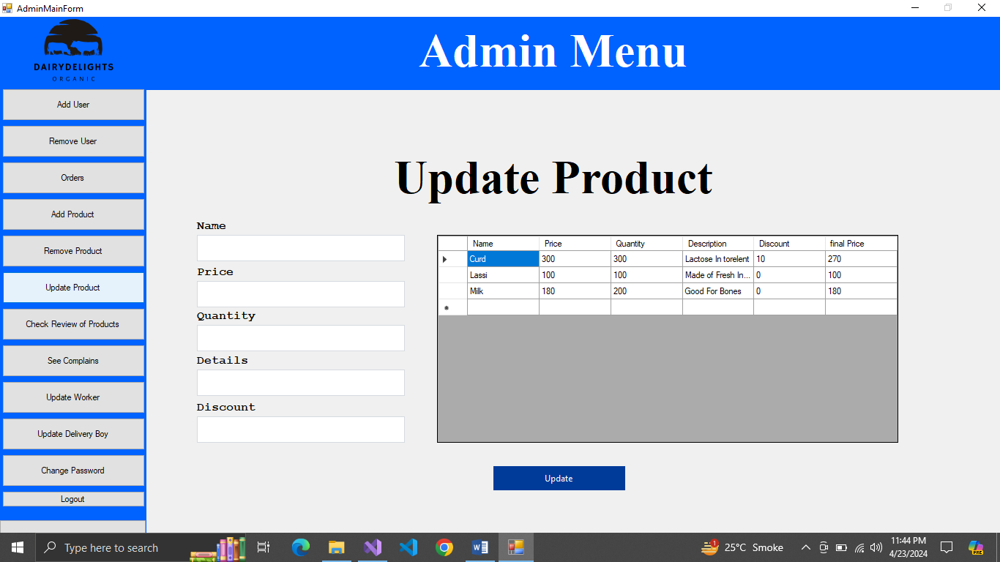 AdminMainForm
DAIRYDELIGHTS
ORGANIC
Admin Menu
Add User
Remove User
Orders
Add Product
Remove Product
Update Product
Check Review of Products
See Complains
Update Worker
Update Delivery Boy
Change Password
Logout
Update Product
Name
Price
Quantity
Details
Discount
Name Price Quantity Description Discount final Price
Curd 300 300 Lactose In torelent 10 270
Lassi 100 100 Made of Fresh In... 0 100
Milk 180 200 Good For Bones 0 180
Update
Type here to search
1
25°C Smoke
11:44 PM
4/23/2024
PRE